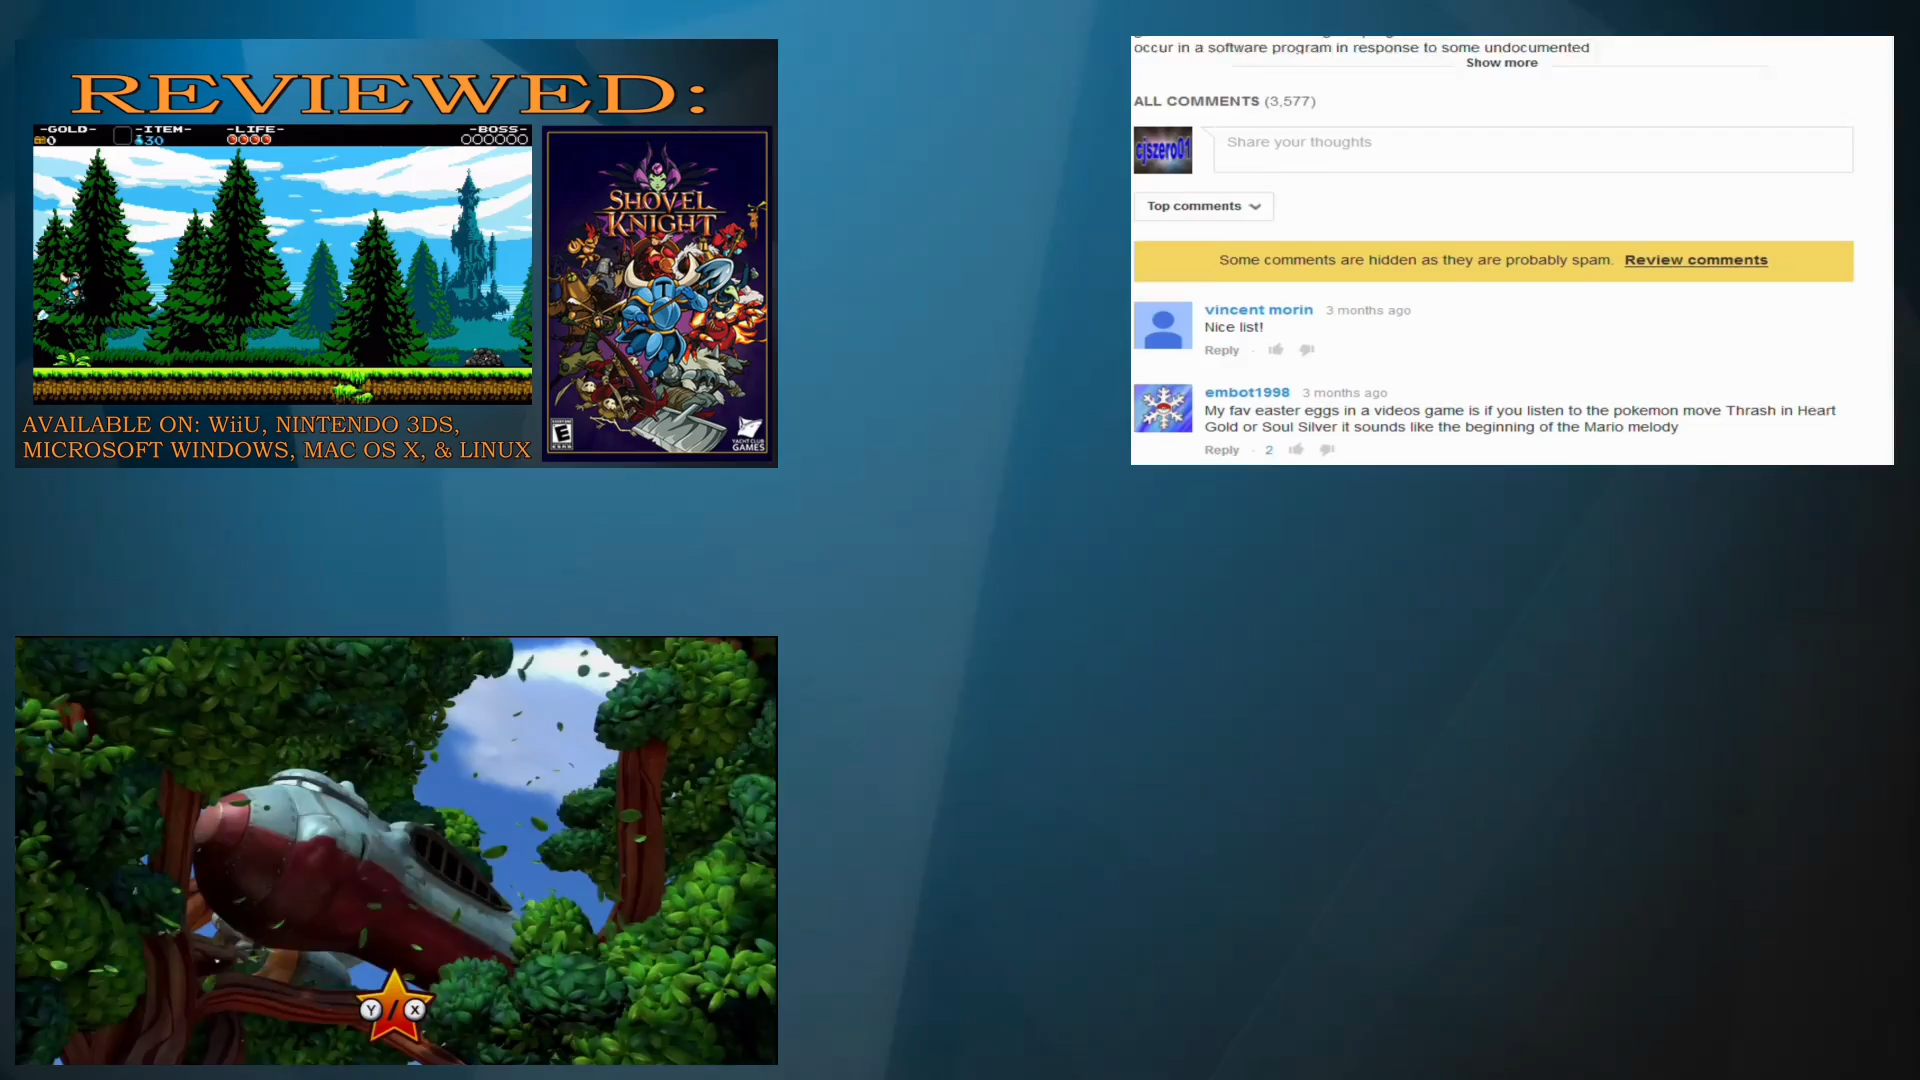 REVIEWED:
-GOLD- -ITEM- -LIFE- -BOSS-
0 30
SHOVEL
KNIGHT
E
YACHT CLUB
GAMES
AVAILABLE ON: WiiU, NINTENDO 3DS,
MICROSOFT WINDOWS, MAC OS X, & LINUX
occur in a software program in response to some undocumented
Show more
ALL COMMENTS (3,577)
cjszero01
Share your thoughts
Top comments
Some comments are hidden as they are probably spam. Review comments
vincent morin 3 months ago
Nice list!
Reply ·
embot1998 3 months ago
My fav easter eggs in a videos game is if you listen to the pokemon move Thrash in Heart
Gold or Soul Silver it sounds like the beginning of the Mario melody
Reply · 2
Y / X